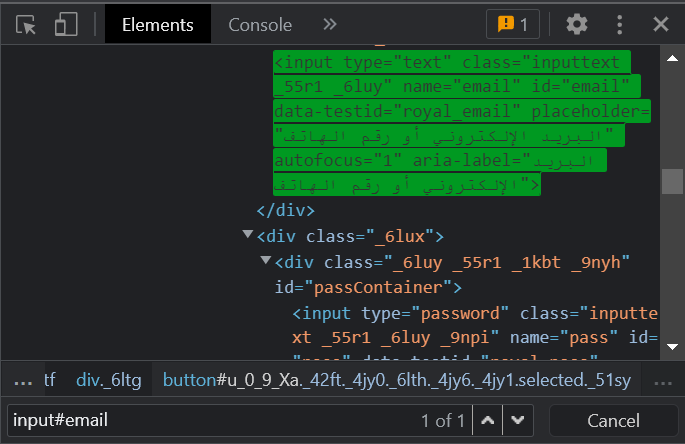 Elements Console » 1
<input type="text" class="inputtext
_55r1 _6luy" name="email" id="email"
data-testid="royal_email" placeholder=
"البريد الإلكتروني أو رقم الهاتف"
autofocus="1" aria-label="البريد
الإلكتروني أو رقم الهاتف">
</div>
<div class="_6lux">
<div class="_6luy _55r1 _1kbt _9nyh"
id="passContainer">
<input type="password" class="inputte
xt _55r1 _6luy _9npi" name="pass" id=
... tf div._6ltg button#u_0_9_Xa._42ft._4jy0._6lth._4jy6._4jy1.selected._51sy ...
input#email 1 of 1 Cancel